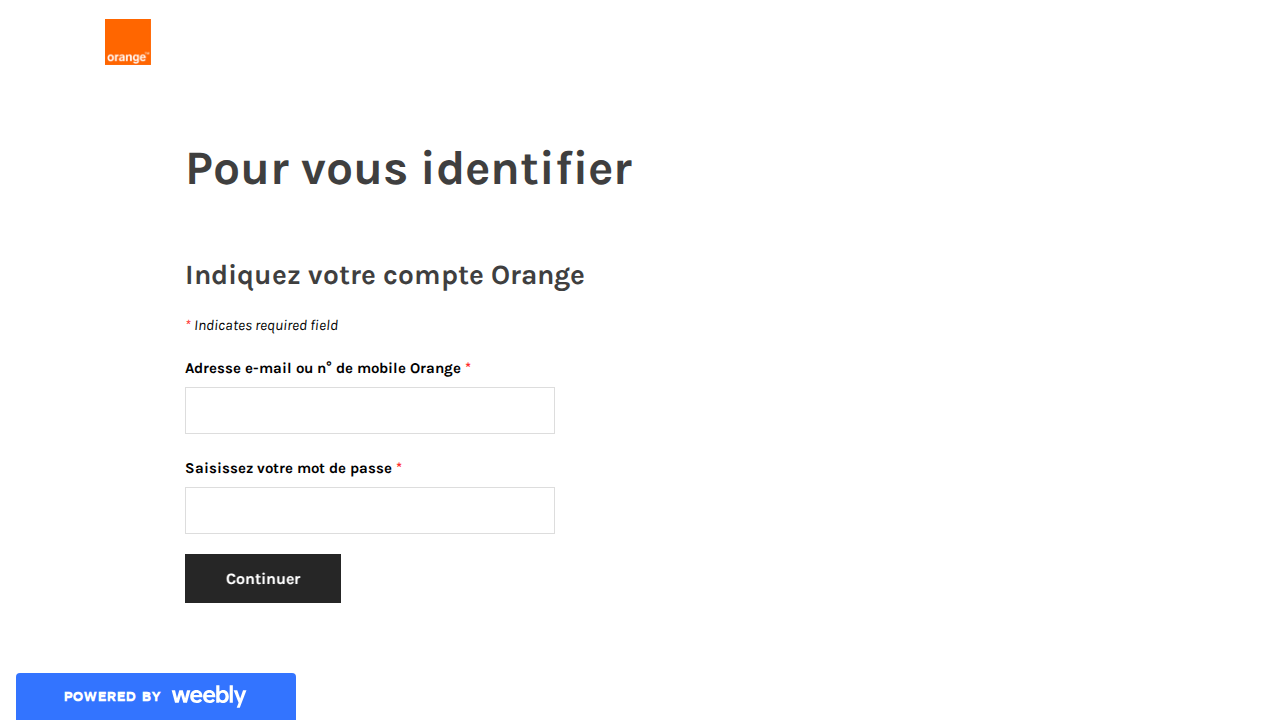 orange™
Pour vous identifier
Indiquez votre compte Orange
* Indicates required field
Adresse e-mail ou n° de mobile Orange *
Saisissez votre mot de passe *
Continuer
POWERED BY weebly